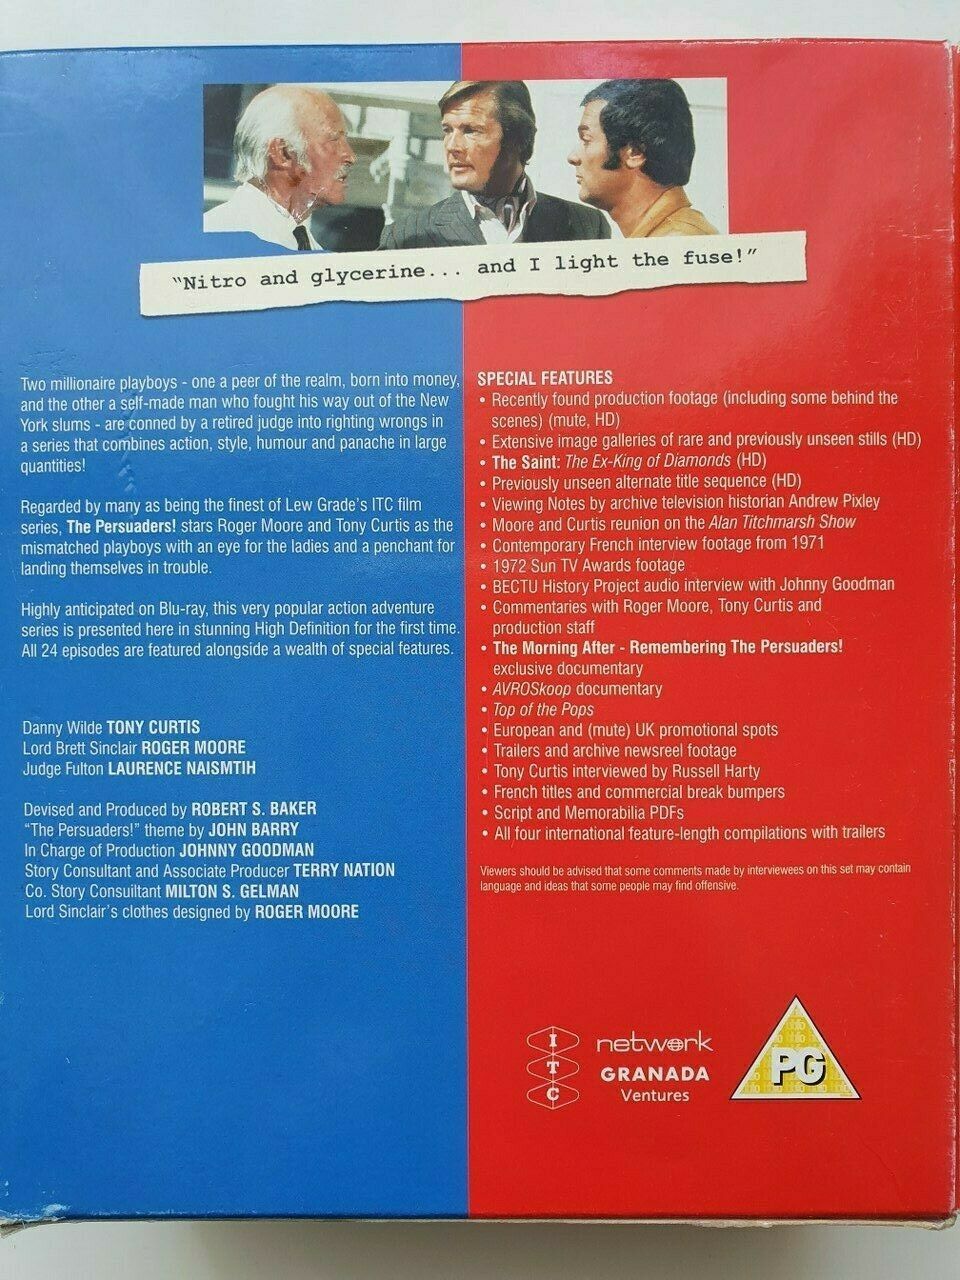 “Nitro and glycerine... and I light the fuse!”
Two millionaire playboys - one a peer of the realm, born into money,
and the other a self-made man who fought his way out of the New
York slums - are conned by a retired judge into righting wrongs in
a series that combines action, style, humour and panache in large
quantities!
Regarded by many as being the finest of Lew Grade's ITC film
series, The Persuaders! stars Roger Moore and Tony Curtis as the
mismatched playboys with an eye for the ladies and a penchant for
landing themselves in trouble.
Highly anticipated on Blu-ray, this very popular action adventure
series is presented here in stunning High Definition for the first time.
All 24 episodes are featured alongside a wealth of special features.
Danny Wilde TONY CURTIS
Lord Brett Sinclair ROGER MOORE
Judge Fulton LAURENCE NAISMTIH
Devised and Produced by ROBERT S. BAKER
“The Persuaders!” theme by JOHN BARRY
In Charge of Production JOHNNY GOODMAN
Story Consultant and Associate Producer TERRY NATION
Co. Story Consuiltant MILTON S. GELMAN
Lord Sinclair's clothes designed by ROGER MOORE
SPECIAL FEATURES
• Recently found production footage (including some behind the
scenes) (mute, HD)
• Extensive image galleries of rare and previously unseen stills (HD)
• The Saint: The Ex-King of Diamonds (HD)
• Previously unseen alternate title sequence (HD)
• Viewing Notes by archive television historian Andrew Pixley
• Moore and Curtis reunion on the Alan Titchmarsh Show
• Contemporary French interview footage from 1971
• 1972 Sun TV Awards footage
• BECTU History Project audio interview with Johnny Goodman
• Commentaries with Roger Moore, Tony Curtis and
production staff
• The Morning After - Remembering The Persuaders!
exclusive documentary
• AVROSkoop documentary
• Top of the Pops
• European and (mute) UK promotional spots
• Trailers and archive newsreel footage
• Tony Curtis interviewed by Russell Harty
• French titles and commercial break bumpers
• Script and Memorabilia PDFs
• All four international feature-length compilations with trailers
Viewers should be advised that some comments made by interviewees on this set may contain
language and ideas that some people may find offensive.
I
T
C
network
GRANADA
Ventures
PG